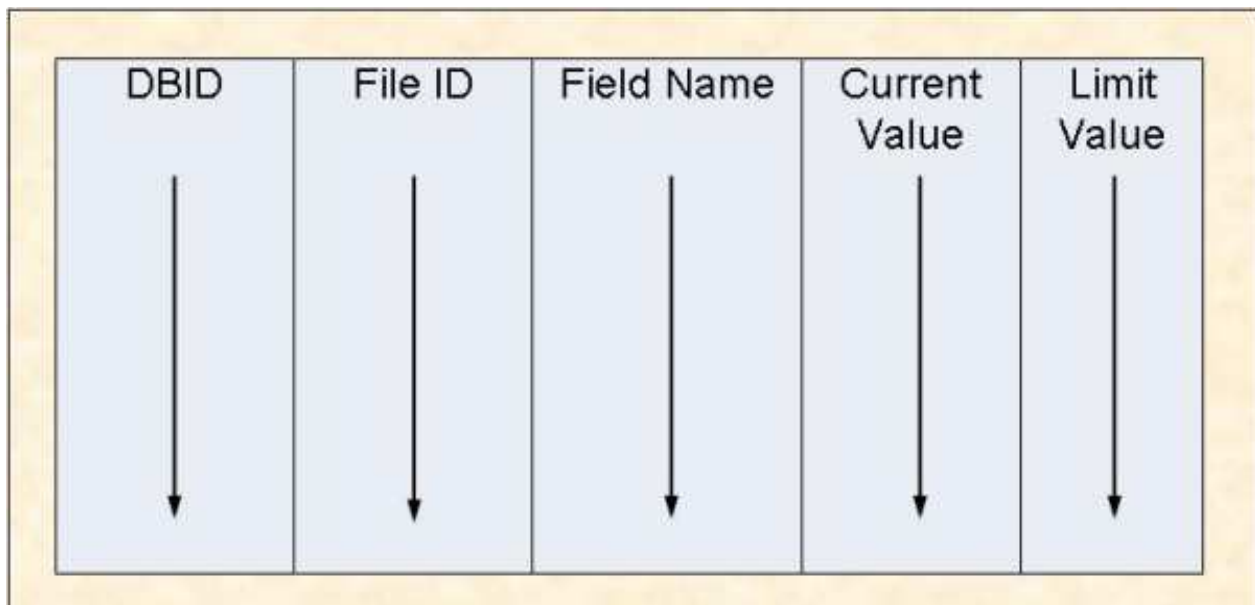 DBID
File ID
Field Name
Current
Value
Limit
Value